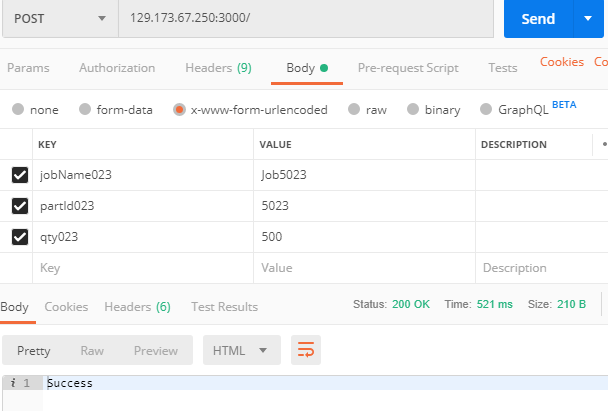 POST 129.173.67.250:3000/ Send
Params Authorization Headers (9) Body Pre-request Script Tests Cookies Co
none form-data x-www-form-urlencoded raw binary GraphQL BETA
KEY VALUE DESCRIPTION
jobName023 Job5023
partId023 5023
qty023 500
Key Value Description
Body Cookies Headers (6) Test Results Status: 200 OK Time: 521 ms Size: 210 B
Pretty Raw Preview HTML
i 1 Success